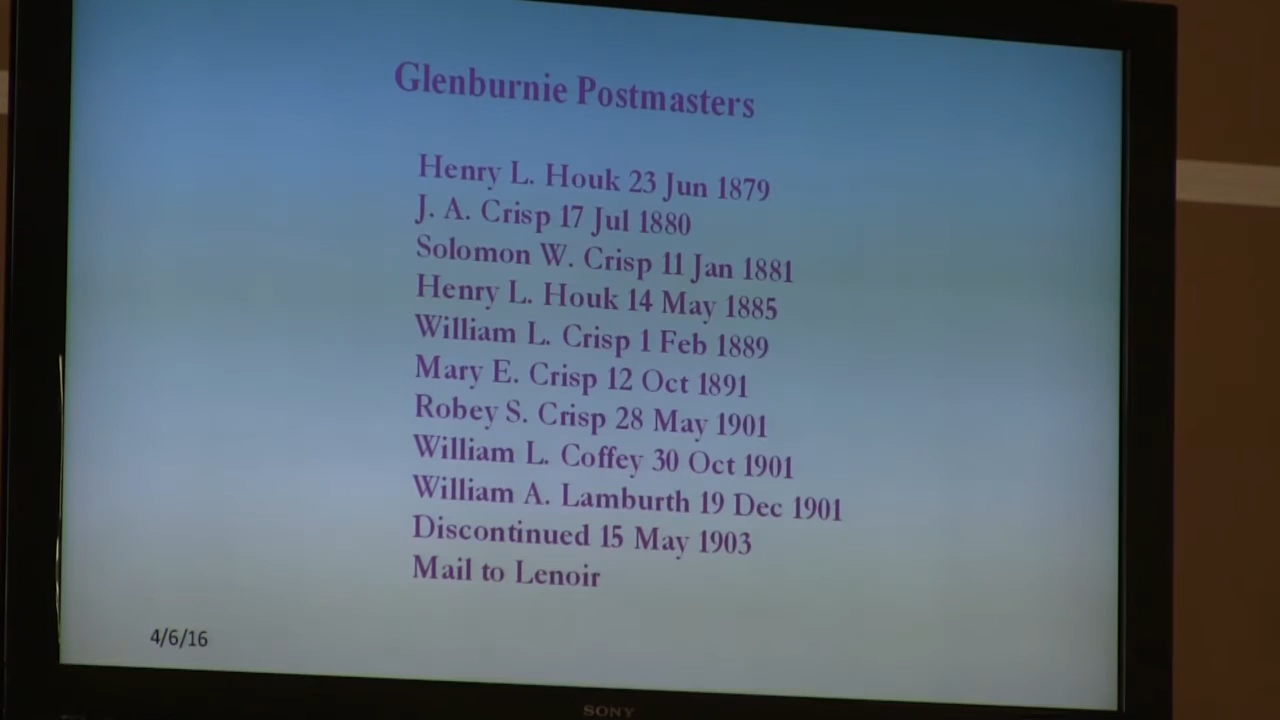 Glenburnie Postmasters
Henry L. Houk 23 Jun 1879
J. A. Crisp 17 Jul 1880
Solomon W. Crisp 11 Jan 1881
Henry L. Houk 14 May 1885
William L. Crisp 1 Feb 1889
Mary E. Crisp 12 Oct 1891
Robey S. Crisp 28 May 1901
William L. Coffey 30 Oct 1901
William A. Lamburth 19 Dec 1901
Discontinued 15 May 1903
Mail to Lenoir
4/6/16
SONY